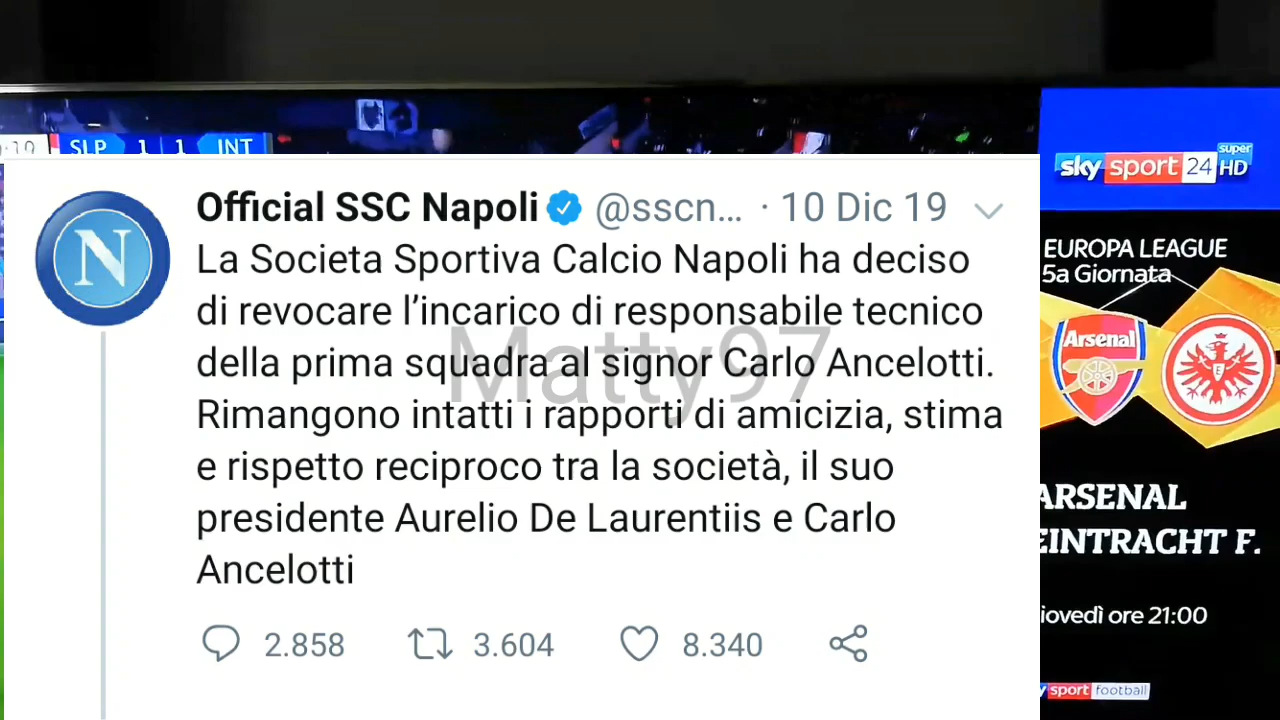 :10 SLP 1 1 INT
sky sport 24 super HD
N
Official SSC Napoli @sscn... · 10 Dic 19
La Societa Sportiva Calcio Napoli ha deciso
di revocare l’incarico di responsabile tecnico
della prima squadra al signor Carlo Ancelotti.
Rimangono intatti i rapporti di amicizia, stima
e rispetto reciproco tra la società, il suo
presidente Aurelio De Laurentiis e Carlo
Ancelotti
2.858 3.604 8.340
Matty97
EUROPA LEAGUE
5a Giornata
Arsenal
ARSENAL
EINTRACHT F.
iovedì ore 21:00
y sport football